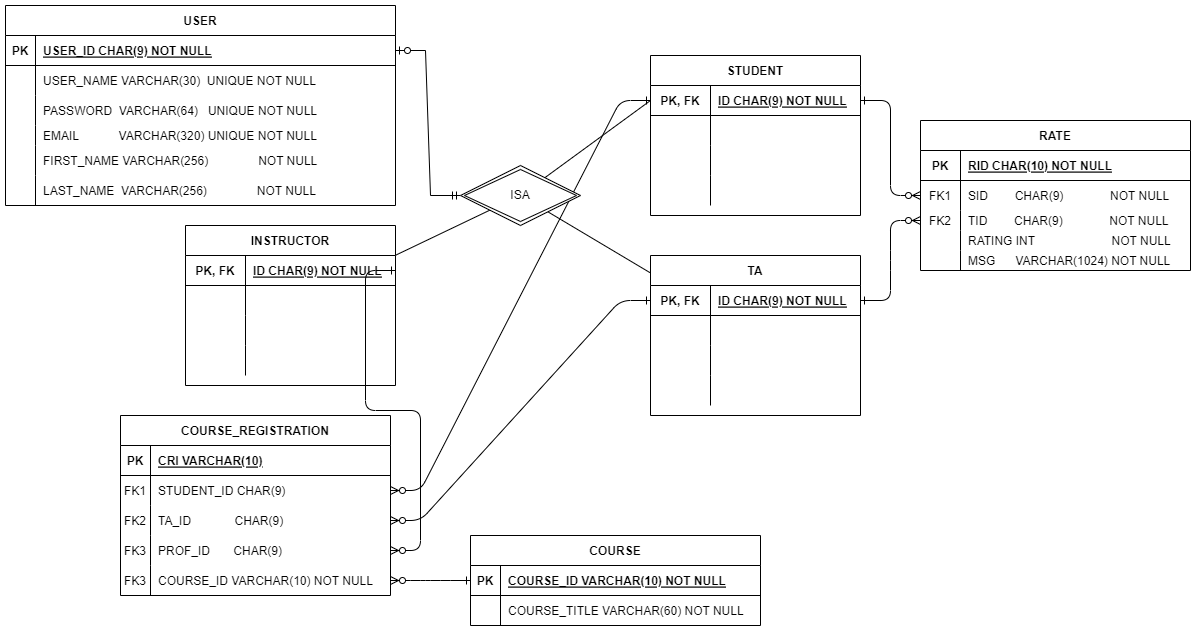 USER
PK USER_ID CHAR(9) NOT NULL
USER_NAME VARCHAR(30) UNIQUE NOT NULL
PASSWORD VARCHAR(64) UNIQUE NOT NULL
EMAIL VARCHAR(320) UNIQUE NOT NULL
FIRST_NAME VARCHAR(256) NOT NULL
LAST_NAME VARCHAR(256) NOT NULL
ISA
STUDENT
PK, FK ID CHAR(9) NOT NULL
RATE
PK RID CHAR(10) NOT NULL
FK1 SID CHAR(9) NOT NULL
FK2 TID CHAR(9) NOT NULL
RATING INT NOT NULL
MSG VARCHAR(1024) NOT NULL
INSTRUCTOR
PK, FK ID CHAR(9) NOT NULL
TA
PK, FK ID CHAR(9) NOT NULL
COURSE_REGISTRATION
PK CRI VARCHAR(10)
FK1 STUDENT_ID CHAR(9)
FK2 TA_ID CHAR(9)
FK3 PROF_ID CHAR(9)
FK3 COURSE_ID VARCHAR(10) NOT NULL
COURSE
PK COURSE_ID VARCHAR(10) NOT NULL
COURSE_TITLE VARCHAR(60) NOT NULL